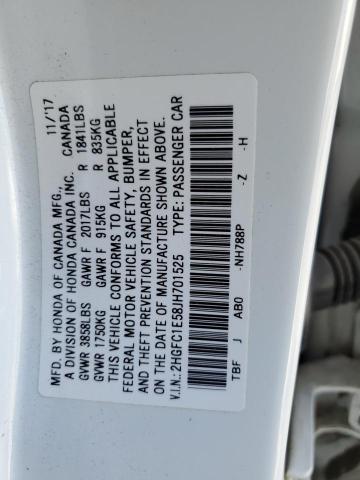 MFD. BY HONDA OF CANADA MFG., 11/'17
A DIVISION OF HONDA CANADA INC. CANADA
GVWR 3858LBS GAWR F 2017LBS R 1841LBS
GVWR 1750KG GAWR F 915KG R 835KG
THIS VEHICLE CONFORMS TO ALL APPLICABLE
FEDERAL MOTOR VEHICLE SAFETY, BUMPER,
AND THEFT PREVENTION STANDARDS IN EFFECT
ON THE DATE OF MANUFACTURE SHOWN ABOVE.
V.I.N.: 2HGFC1E58JH701525 TYPE: PASSENGER CAR
TBF J AB0 -NH788P -Z -H